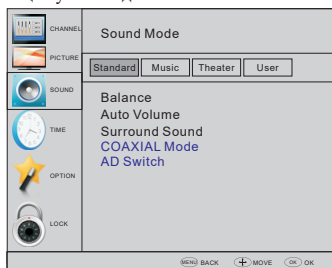 CHANNEL
PICTURE
SOUND
TIME
OPTION
LOCK
Sound Mode
Standard Music Theater User
Balance
Auto Volume
Surround Sound
COAXIAL Mode
AD Switch
MENU BACK MOVE OK OK